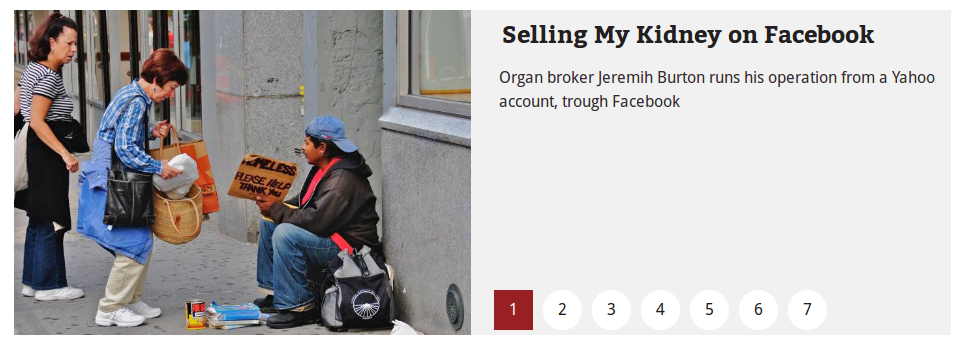 Selling My Kidney on Facebook
Organ broker Jeremih Burton runs his operation from a Yahoo
account, trough Facebook
HOMELESS
PLEASE HELP
THANK YOU
1 2 3 4 5 6 7